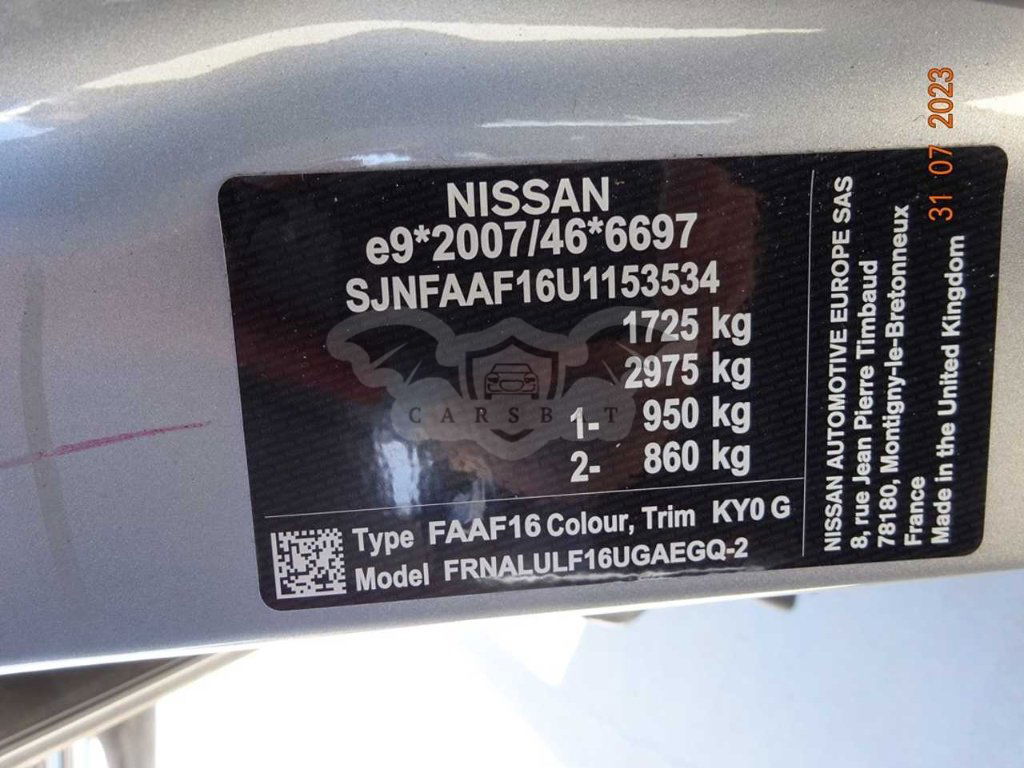 NISSAN
e9*2007/46*6697
SJNFAAF16U1153534
1725 kg
2975 kg
1- 950 kg
2- 860 kg
Type FAAF16 Colour, Trim KY0 G
Model FRNALULF16UGAEGQ-2
NISSAN AUTOMOTIVE EUROPE SAS
8, rue Jean Pierre Timbaud
78180, Montigny-le-Bretonneux
France
Made in the United Kingdom
31 07 2023
CARSBAT